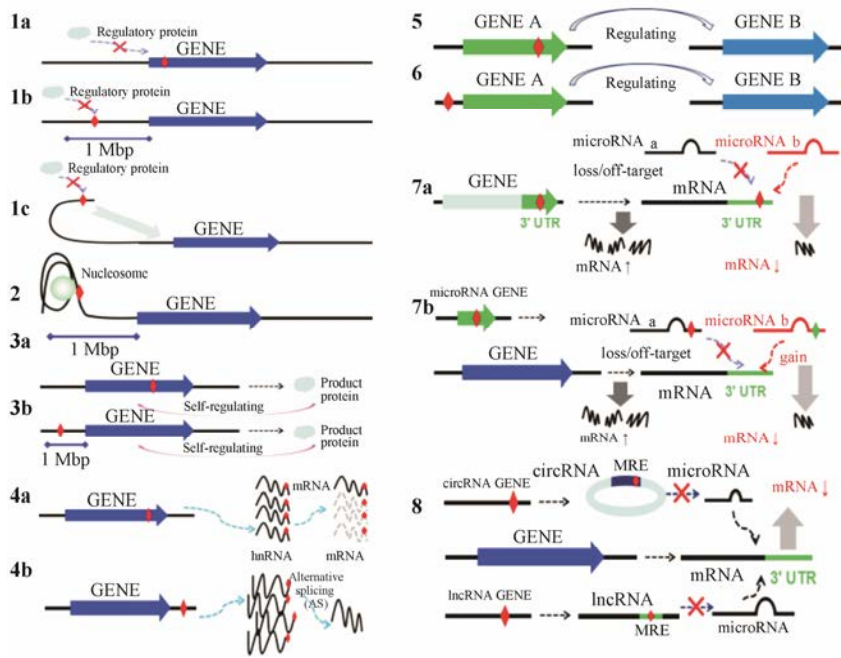 1a
Regulatory protein
GENE
1b
Regulatory protein
GENE
1 Mbp
Regulatory protein
1c
GENE
2
Nucleosome
GENE
1 Mbp
3a
GENE
Product
protein
Self-regulating
3b
GENE
Product
protein
Self-regulating
1 Mbp
4a
GENE
mRNA
hnRNA
mRNA
4b
GENE
Alternative
splicing
(AS)
5
GENE A
Regulating
GENE B
6
GENE A
Regulating
GENE B
microRNA a
microRNA b
loss/off-target
7a
GENE
mRNA
3' UTR
3' UTR
mRNA ↑
mRNA ↓
7b
microRNA GENE
microRNA a
microRNA b
GENE
loss/off-target
gain
mRNA
3' UTR
mRNA ↑
mRNA ↓
8
circRNA GENE
circRNA
MRE
microRNA
mRNA ↓
GENE
mRNA
3' UTR
lncRNA GENE
lncRNA
MRE
microRNA